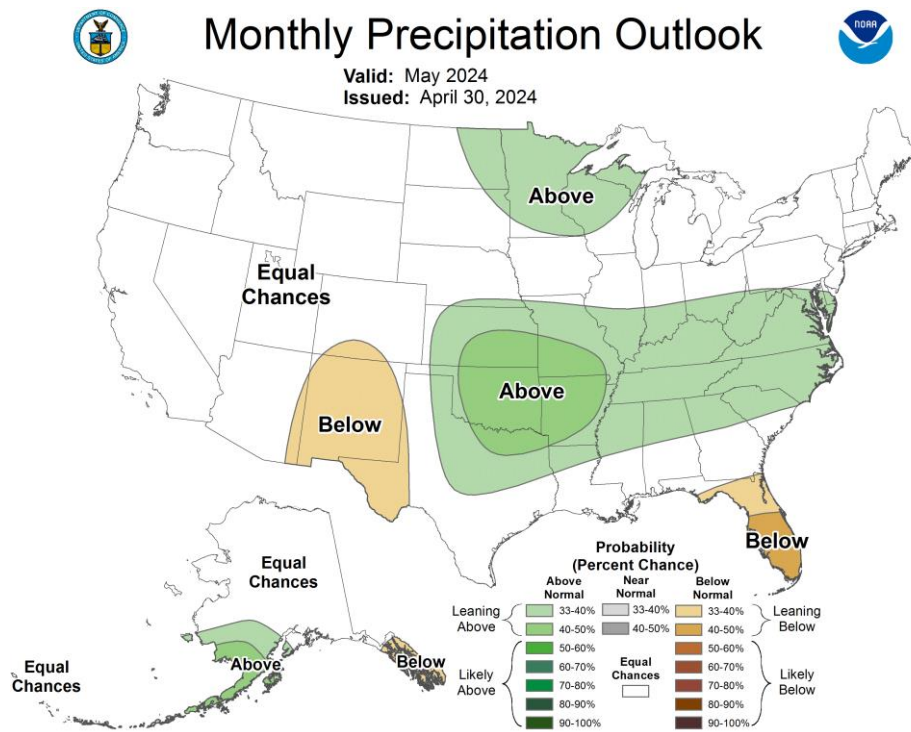 NOAA
Monthly Precipitation Outlook
Valid: May 2024
Issued: April 30, 2024
Above
Equal
Chances
Above
Below
Below
Equal
Chances
Above
Below
Equal
Chances
Probability
(Percent Chance)
Above
Normal
Near
Normal
Below
Normal
Leaning
Above
33-40%
33-40%
33-40%
Leaning
Below
40-50%
40-50%
40-50%
Likely
Above
50-60%
Equal
Chances
50-60%
Likely
Below
60-70%
60-70%
70-80%
70-80%
80-90%
80-90%
90-100%
90-100%